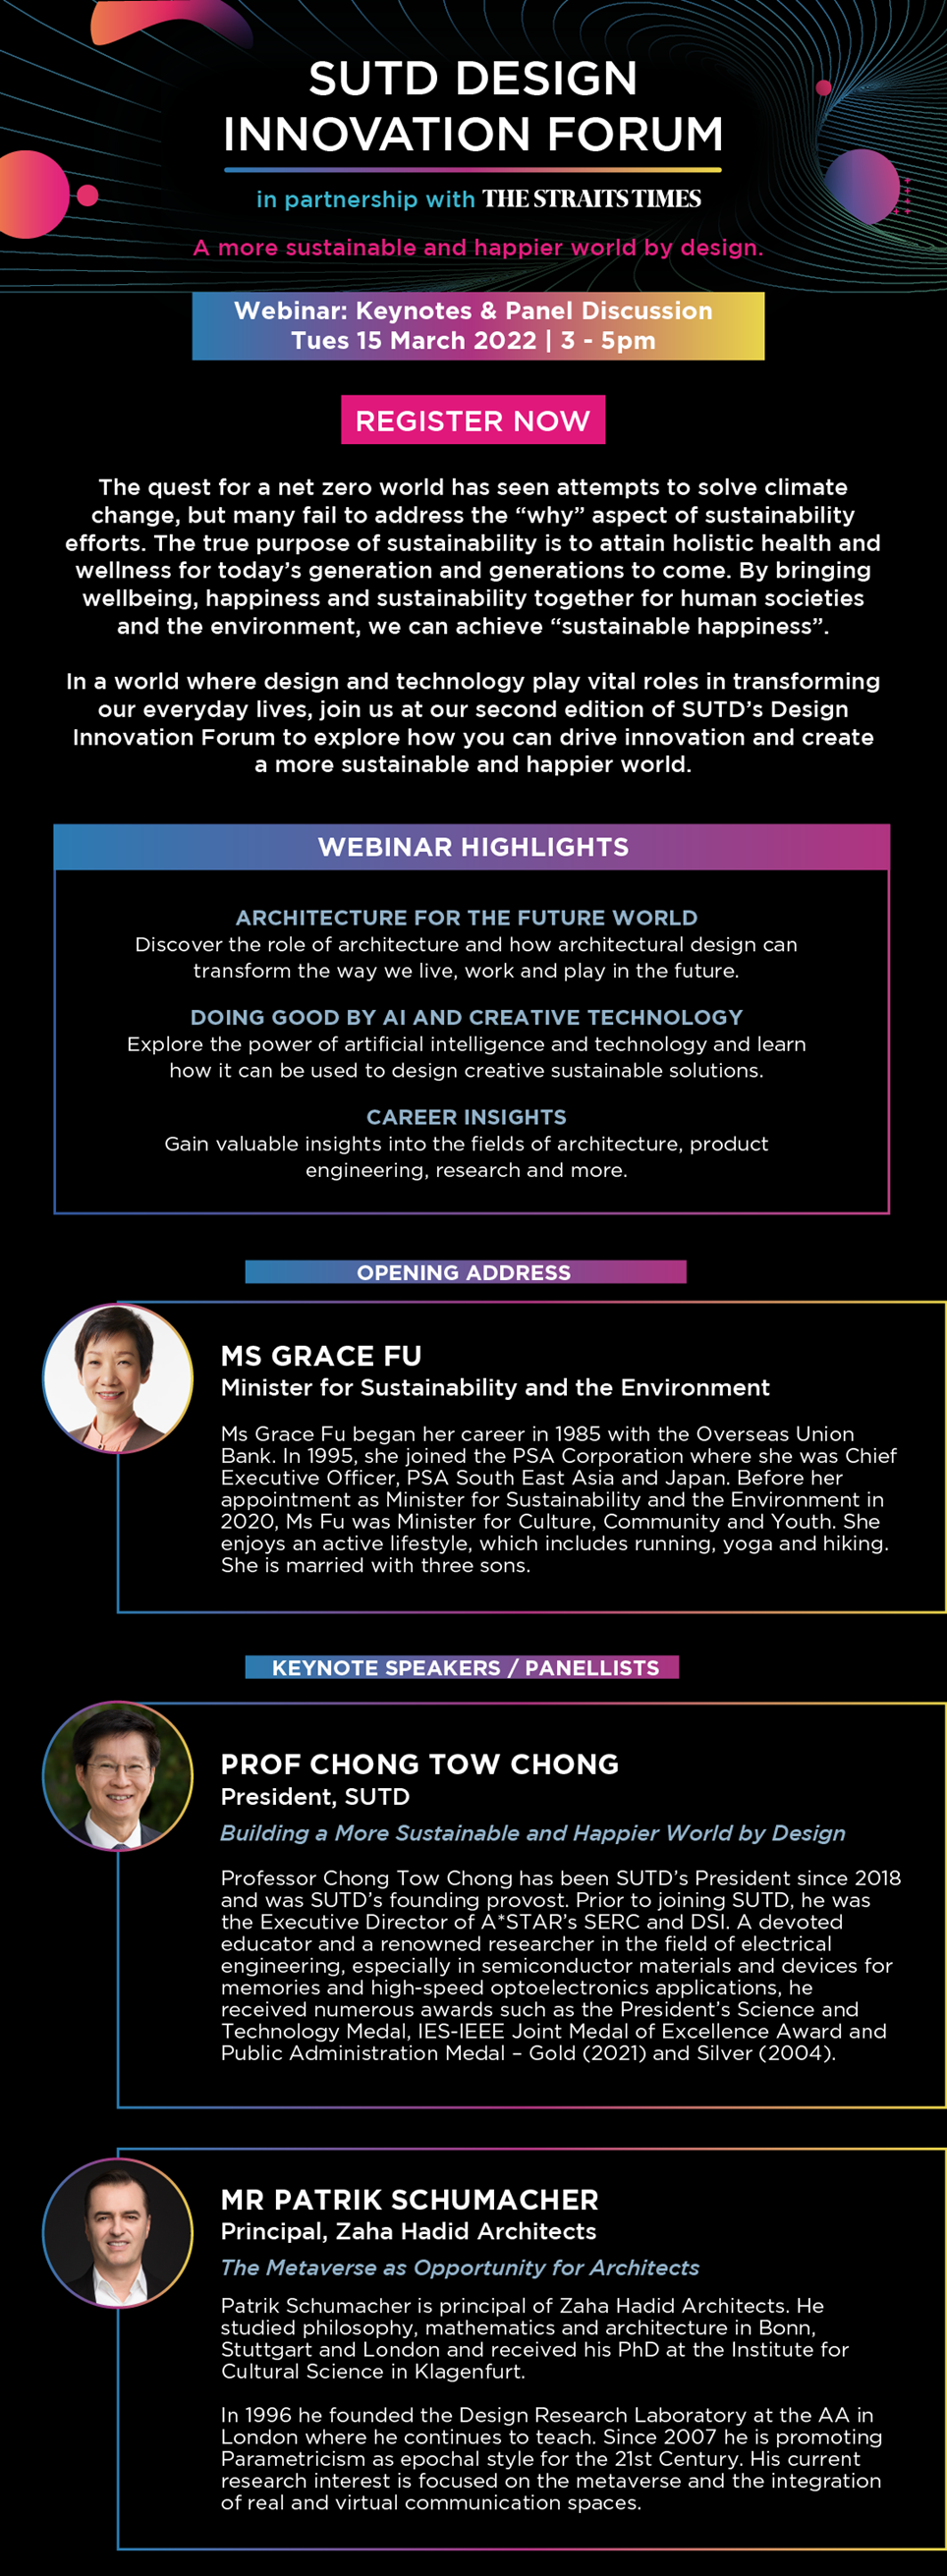 SUTD DESIGN
INNOVATION FORUM
in partnership with THE STRAITS TIMES
A more sustainable and happier world by design.
Webinar: Keynotes & Panel Discussion
Tues 15 March 2022 | 3 - 5pm
REGISTER NOW
The quest for a net zero world has seen attempts to solve climate
change, but many fail to address the “why” aspect of sustainability
efforts. The true purpose of sustainability is to attain holistic health and
wellness for today’s generation and generations to come. By bringing
wellbeing, happiness and sustainability together for human societies
and the environment, we can achieve “sustainable happiness”.
In a world where design and technology play vital roles in transforming
our everyday lives, join us at our second edition of SUTD’s Design
Innovation Forum to explore how you can drive innovation and create
a more sustainable and happier world.
WEBINAR HIGHLIGHTS
ARCHITECTURE FOR THE FUTURE WORLD
Discover the role of architecture and how architectural design can
transform the way we live, work and play in the future.
DOING GOOD BY AI AND CREATIVE TECHNOLOGY
Explore the power of artificial intelligence and technology and learn
how it can be used to design creative sustainable solutions.
CAREER INSIGHTS
Gain valuable insights into the fields of architecture, product
engineering, research and more.
OPENING ADDRESS
MS GRACE FU
Minister for Sustainability and the Environment
Ms Grace Fu began her career in 1985 with the Overseas Union
Bank. In 1995, she joined the PSA Corporation where she was Chief
Executive Officer, PSA South East Asia and Japan. Before her
appointment as Minister for Sustainability and the Environment in
2020, Ms Fu was Minister for Culture, Community and Youth. She
enjoys an active lifestyle, which includes running, yoga and hiking.
She is married with three sons.
KEYNOTE SPEAKERS / PANELLISTS
PROF CHONG TOW CHONG
President, SUTD
Building a More Sustainable and Happier World by Design
Professor Chong Tow Chong has been SUTD’s President since 2018
and was SUTD’s founding provost. Prior to joining SUTD, he was
the Executive Director of A*STAR’s SERC and DSI. A devoted
educator and a renowned researcher in the field of electrical
engineering, especially in semiconductor materials and devices for
memories and high-speed optoelectronics applications, he
received numerous awards such as the President’s Science and
Technology Medal, IES-IEEE Joint Medal of Excellence Award and
Public Administration Medal – Gold (2021) and Silver (2004).
MR PATRIK SCHUMACHER
Principal, Zaha Hadid Architects
The Metaverse as Opportunity for Architects
Patrik Schumacher is principal of Zaha Hadid Architects. He
studied philosophy, mathematics and architecture in Bonn,
Stuttgart and London and received his PhD at the Institute for
Cultural Science in Klagenfurt.
In 1996 he founded the Design Research Laboratory at the AA in
London where he continues to teach. Since 2007 he is promoting
Parametricism as epochal style for the 21st Century. His current
research interest is focused on the metaverse and the integration
of real and virtual communication spaces.